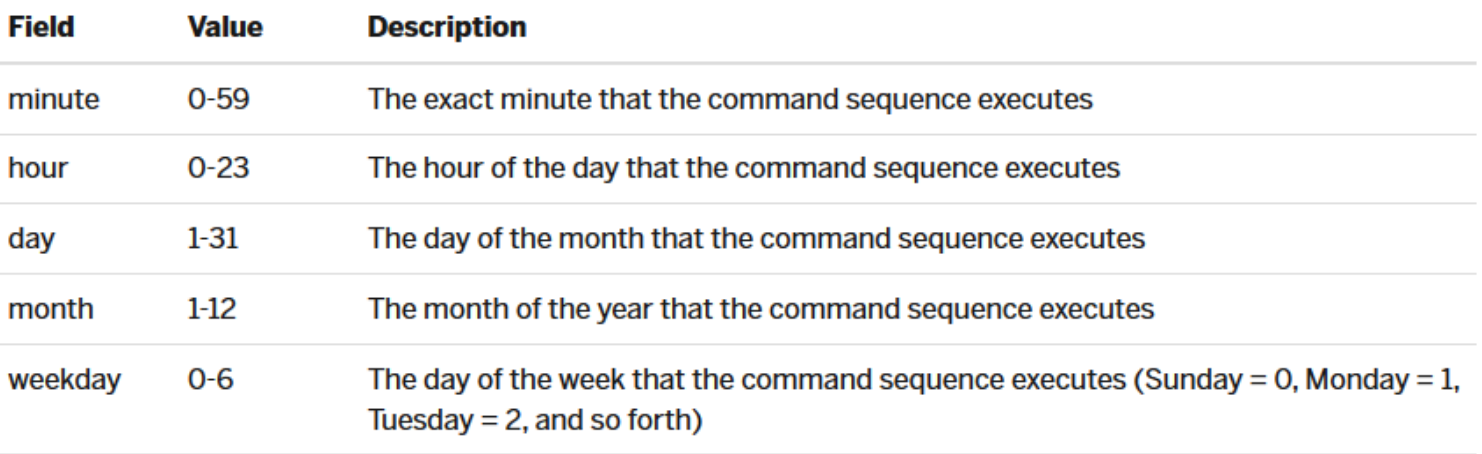 Field Value Description
minute 0-59 The exact minute that the command sequence executes
hour 0-23 The hour of the day that the command sequence executes
day 1-31 The day of the month that the command sequence executes
month 1-12 The month of the year that the command sequence executes
weekday 0-6 The day of the week that the command sequence executes (Sunday = 0, Monday = 1,
Tuesday = 2, and so forth)